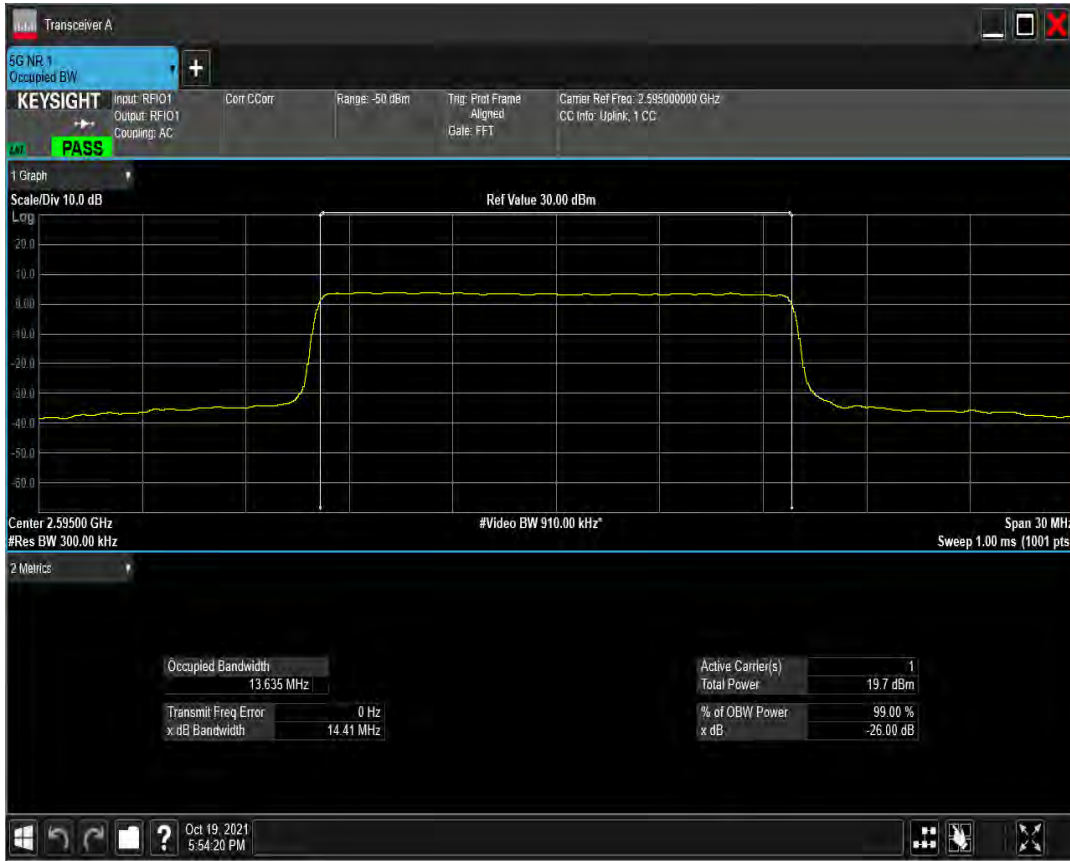 Transceiver A
5G NR 1
Occupied BW
+
KEYSIGHT
Input: RFIO1
Output: RFIO1
Coupling: AC
Corr CCorr
Range: -50 dBm
Trig: Prot Frame
Aligned
Gate: FFT
Carrier Ref Freq: 2.595000000 GHz
CC Info: Uplink, 1 CC
PASS
1 Graph
Scale/Div 10.0 dB
Ref Value 30.00 dBm
Log
20.0
10.0
0.00
-10.0
-20.0
-30.0
-40.0
-50.0
-60.0
Center 2.59500 GHz
#Video BW 910.00 kHz*
Span 30 MHz
#Res BW 300.00 kHz
Sweep 1.00 ms (1001 pts
2 Metrics
Occupied Bandwidth
13.635 MHz
Transmit Freq Error 0 Hz
x dB Bandwidth 14.41 MHz
Active Carrier(s) 1
Total Power 19.7 dBm
% of OBW Power 99.00 %
x dB -26.00 dB
?
Oct 19, 2021
5:54:20 PM